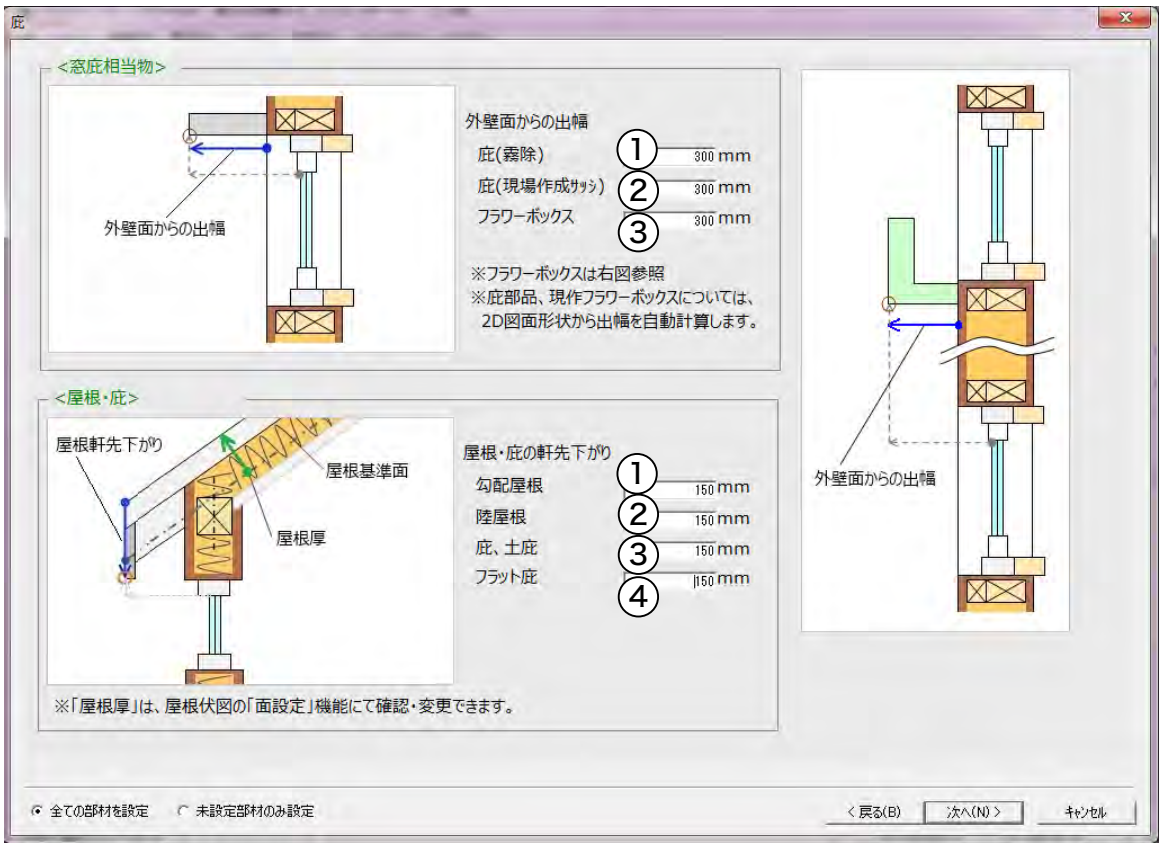 庇
<窓庇相当物>
外壁面からの出幅
外壁面からの出幅
庇(霧除) ① 300 mm
庇(現場作成ｻｯｼ) ② 300 mm
フラワーボックス ③ 300 mm
※フラワーボックスは右図参照
※庇部品、現作フラワーボックスについては、
2D図面形状から出幅を自動計算します。
外壁面からの出幅
<屋根・庇>
屋根軒先下がり
屋根基準面
屋根厚
屋根・庇の軒先下がり
勾配屋根 ① 150 mm
陸屋根 ② 150 mm
庇、土庇 ③ 150 mm
フラット庇 ④ 150 mm
※「屋根厚」は、屋根伏図の「面設定」機能にて確認・変更できます。
全ての部材を設定 未設定部材のみ設定
< 戻る(B) 次へ(N) > キャンセル